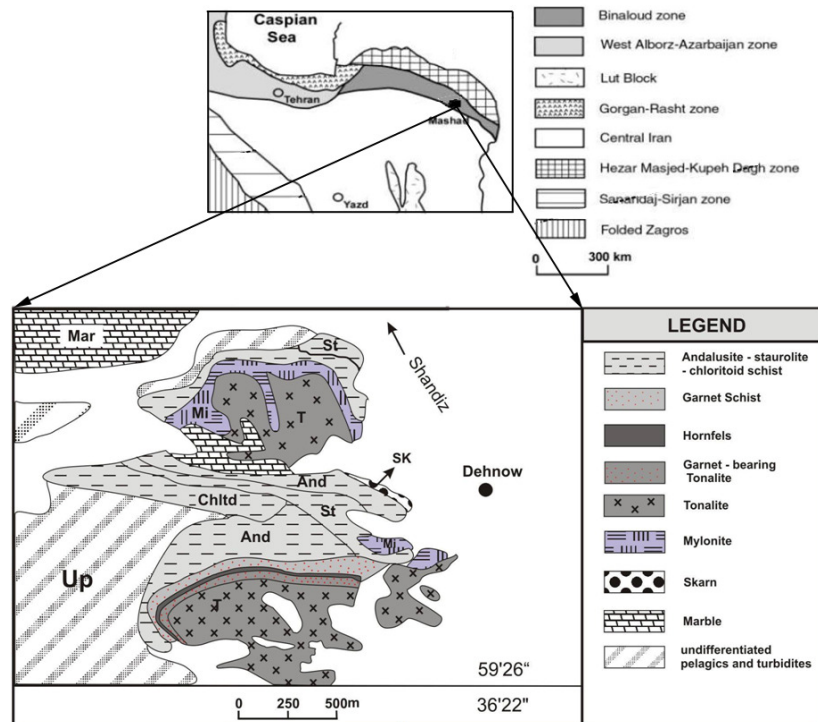 Caspian
Sea
Tehran
Mashad
Yazd
Binaloud zone
West Alborz-Azarbaijan zone
Lut Block
Gorgan-Rasht zone
Central Iran
Hezar Masjed-Kupeh Dagh zone
Sanandaj-Sirjan zone
Folded Zagros
0 300 km
Mar
St
Shandiz
Mi
T
SK
And
Dehnow
Chltd
St
And
Mi
Up
T
59'26"
0 250 500m
36'22"
LEGEND
Andalusite - staurolite
- chloritoid schist
Garnet Schist
Hornfels
Garnet - bearing
Tonalite
Tonalite
Mylonite
Skarn
Marble
undifferentiated
pelagics and turbidites